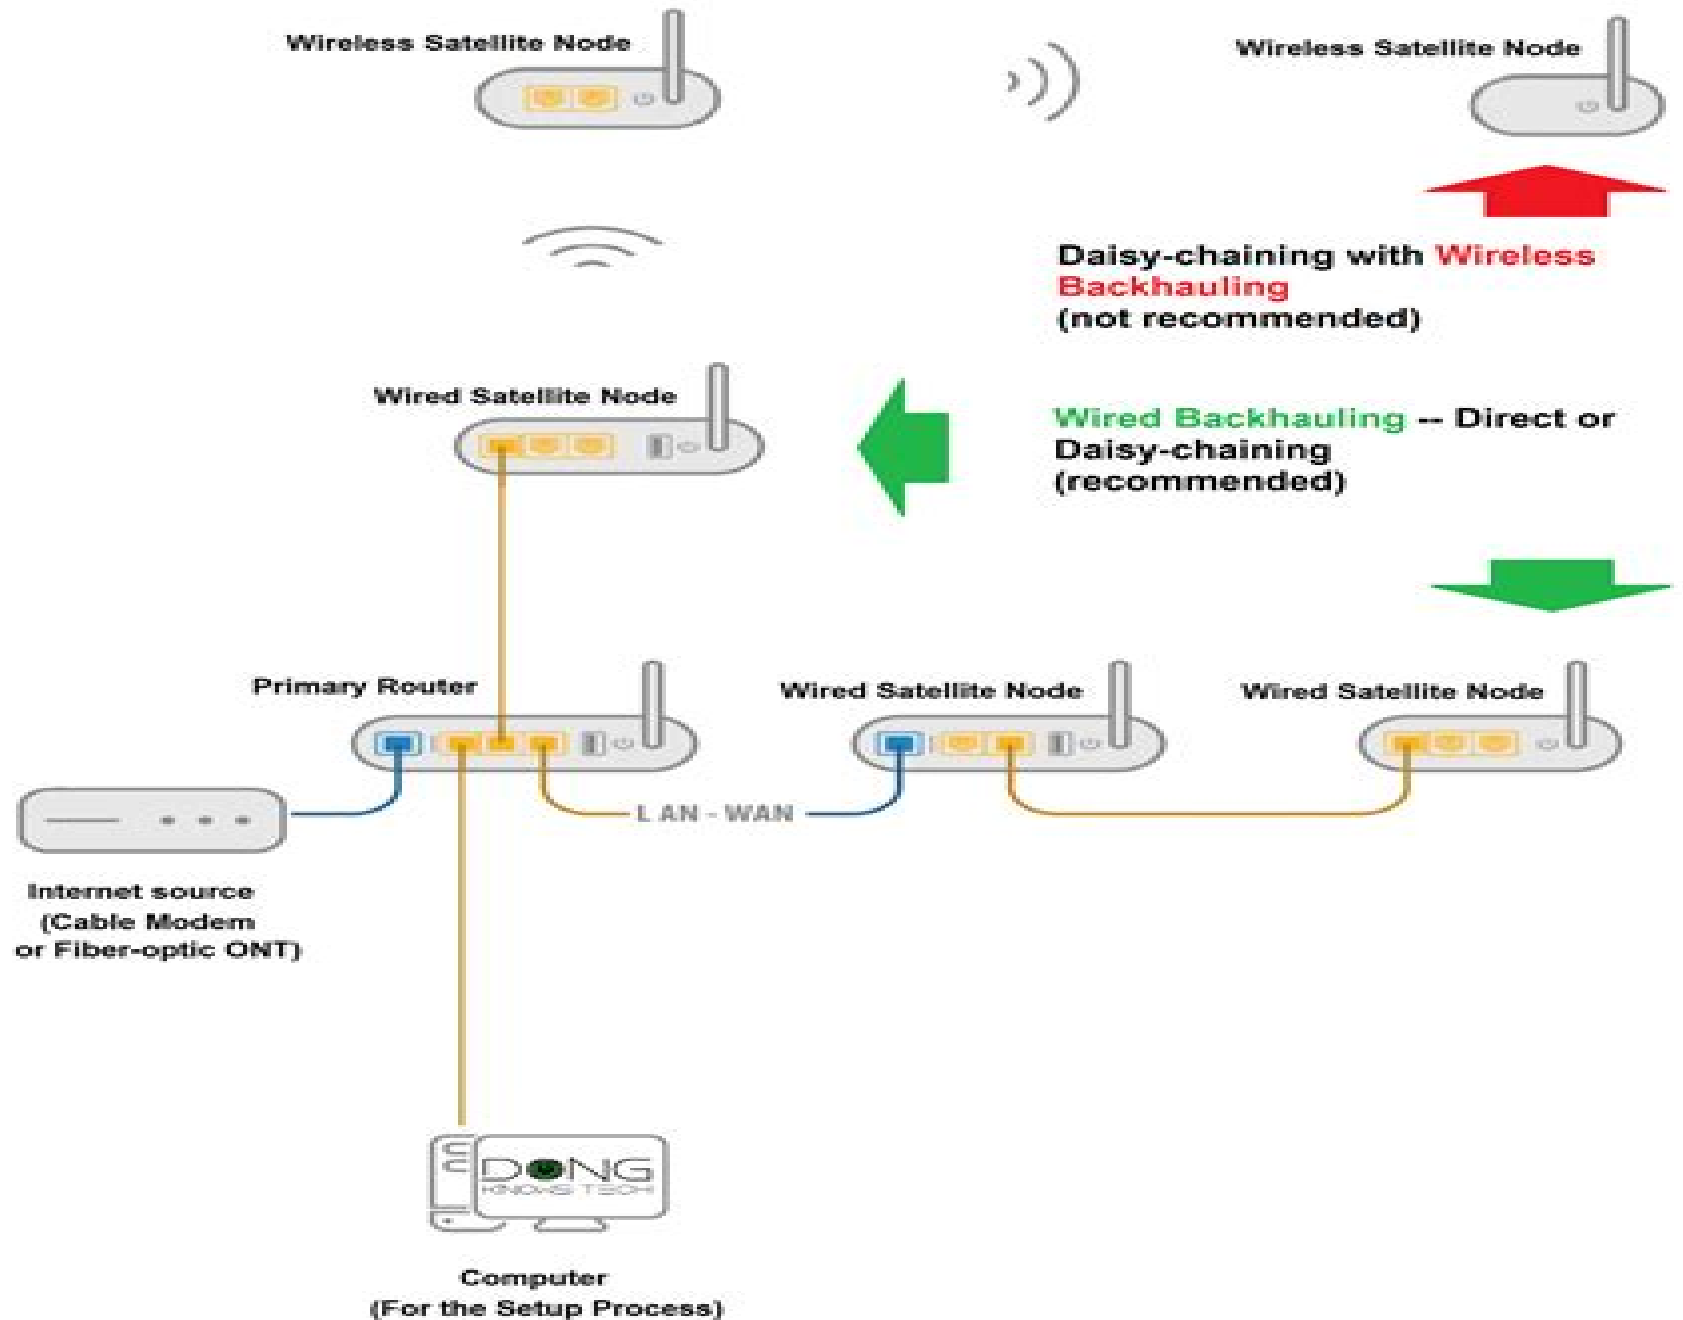 Wireless Satellite Node
Wireless Satellite Node
Daisy-chaining with Wireless
Backhauling
(not recommended)
Wired Satellite Node
Wired Backhauling -- Direct or
Daisy-chaining
(recommended)
Primary Router
Wired Satellite Node
Wired Satellite Node
LAN - WAN
Internet source
(Cable Modem
or Fiber-optic ONT)
DONG
KNOWS TECH
Computer
(For the Setup Process)